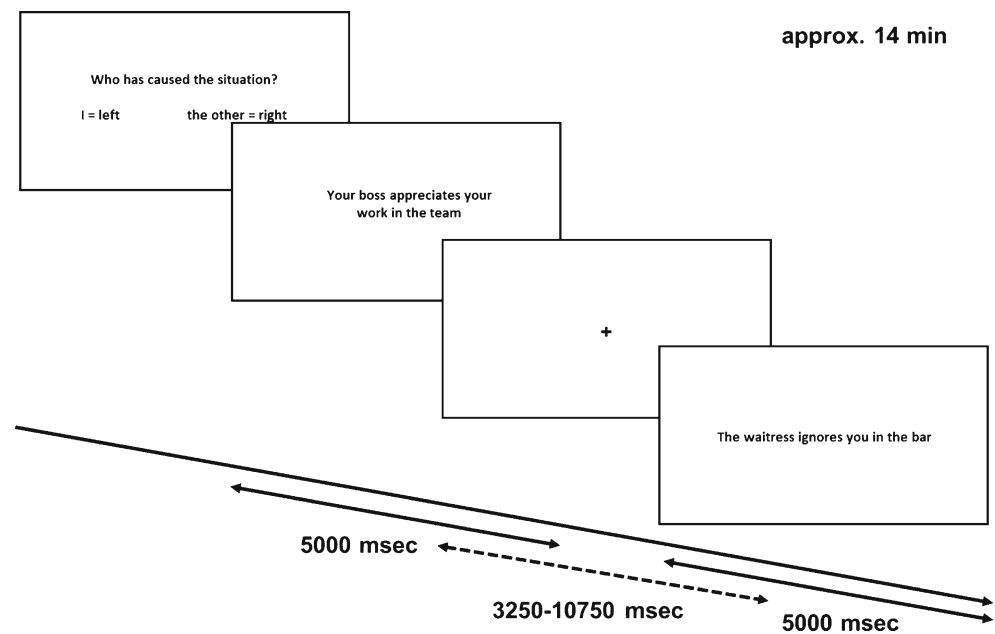 approx. 14 min
Who has caused the situation?
I = left the other = right
Your boss appreciates your
work in the team
+
The waitress ignores you in the bar
5000 msec
3250-10750 msec
5000 msec